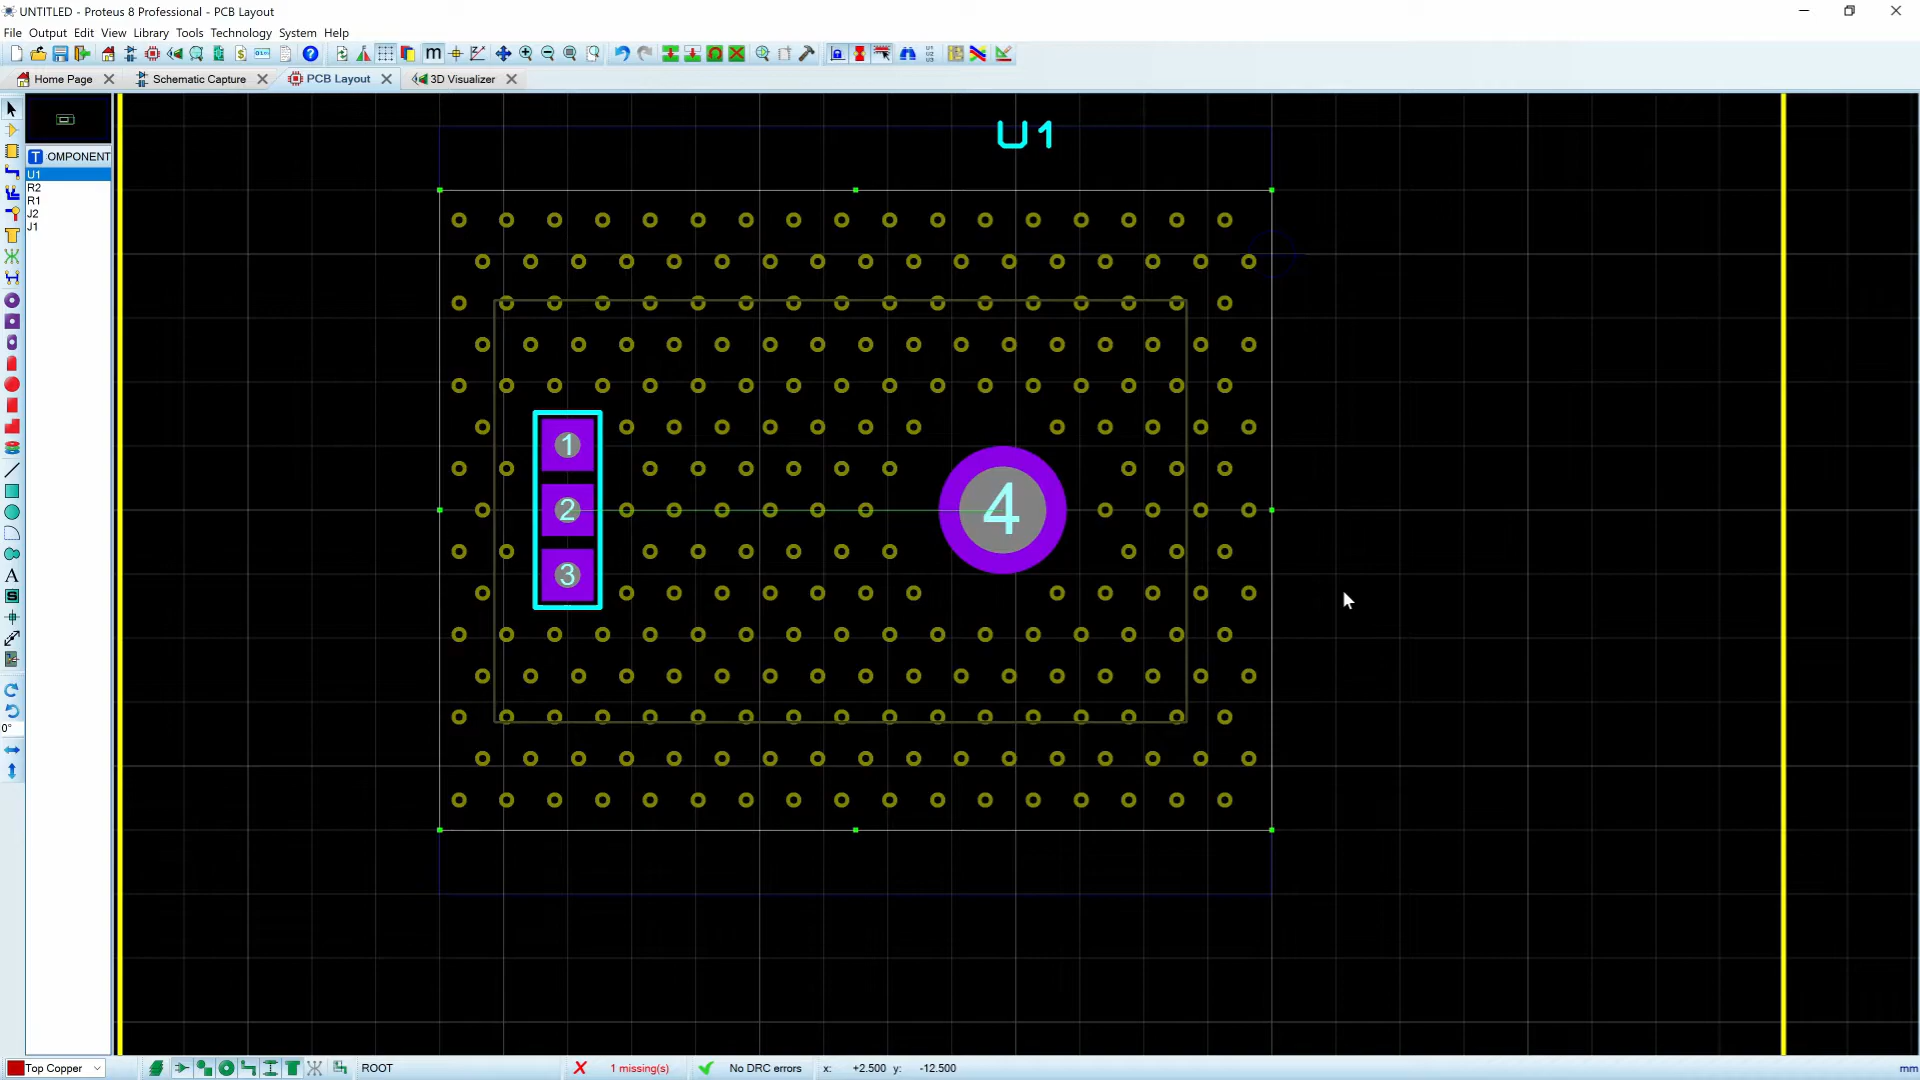 UNTITLED - Proteus 8 Professional - PCB Layout
File Output Edit View Library Tools Technology System Help
Home Page Schematic Capture PCB Layout 3D Visualizer
T OMPONENT
U1
R2
R1
J2
J1
U1
1
2
3
4
A
S
0°
Top Copper ROOT 1 missing(s) No DRC errors x: +2.500 y: -12.500 mm